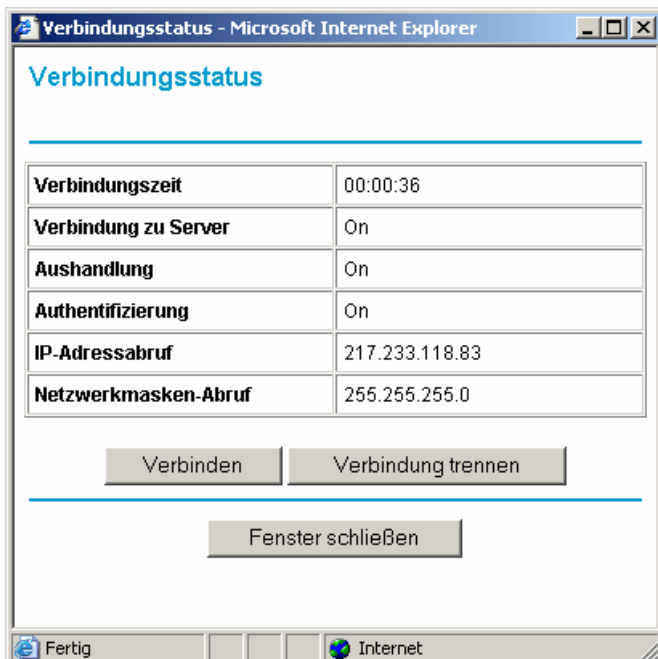 Verbindungsstatus - Microsoft Internet Explorer
Verbindungsstatus
Verbindungszeit 00:00:36
Verbindung zu Server On
Aushandlung On
Authentifizierung On
IP-Adressabruf 217.233.118.83
Netzwerkmasken-Abruf 255.255.255.0
Verbinden Verbindung trennen
Fenster schließen
Fertig Internet